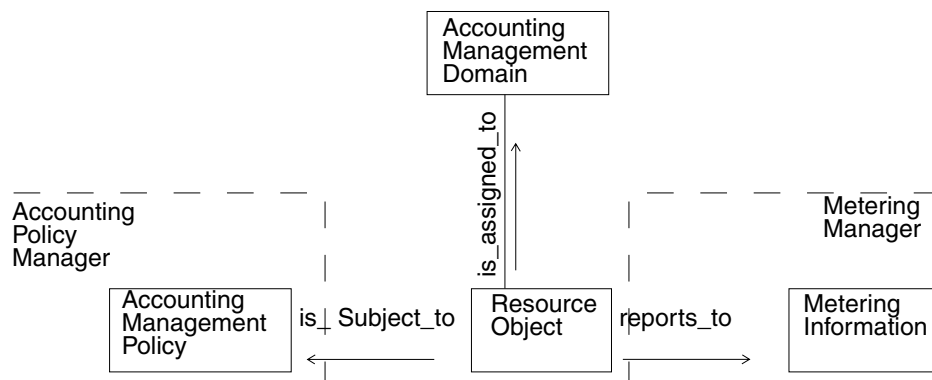 Accounting
Management
Domain
is_assigned_to
Accounting
Policy
Manager
Metering
Manager
Accounting
Management
Policy
is_ Subject_to
Resource
Object
reports_to
Metering
Information